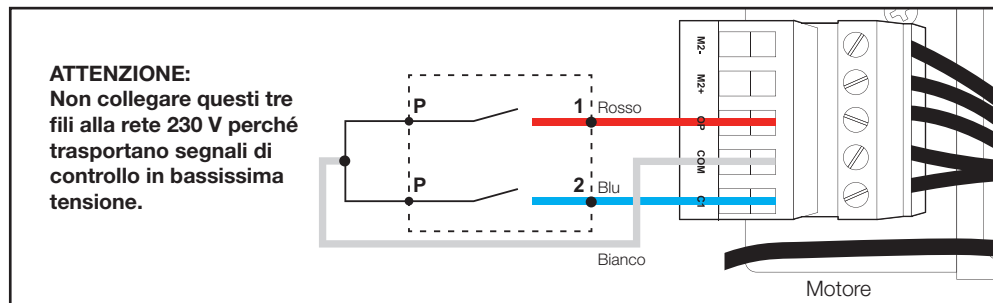 ATTENZIONE:
Non collegare questi tre
fili alla rete 230 V perché
trasportano segnali di
controllo in bassissima
tensione.
P
1 Rosso
P
2 Blu
Bianco
M2-
M2+
OP
COM
C1
Motore